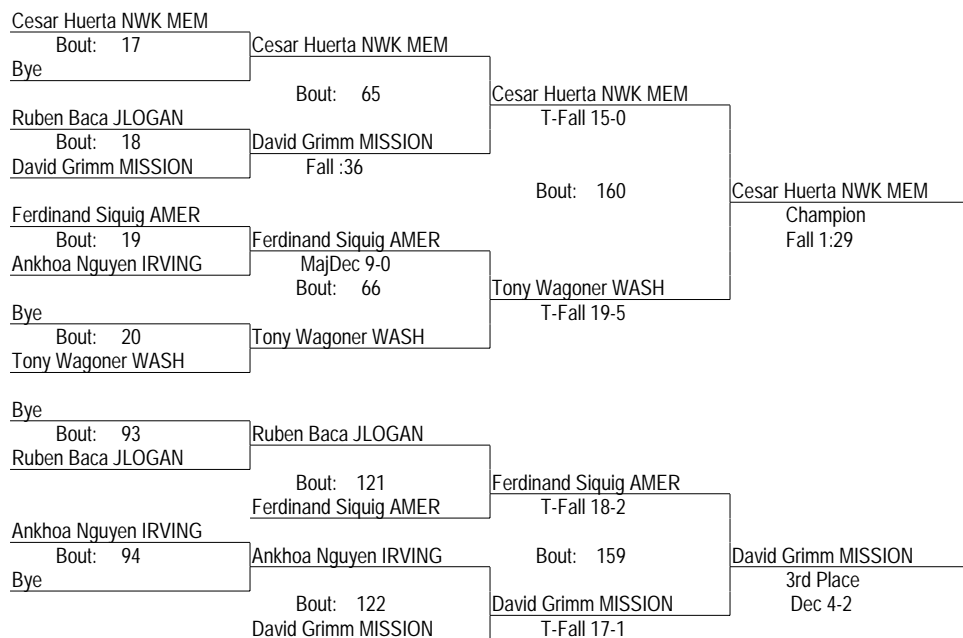 Cesar Huerta NWK MEM
Bout: 17
Cesar Huerta NWK MEM
Bye
Bout: 65
Cesar Huerta NWK MEM
Ruben Baca JLOGAN
T-Fall 15-0
Bout: 18
David Grimm MISSION
David Grimm MISSION
Fall :36
Bout: 160
Cesar Huerta NWK MEM
Ferdinand Siquig AMER
Champion
Bout: 19
Ferdinand Siquig AMER
Fall 1:29
Ankhoa Nguyen IRVING
MajDec 9-0
Bout: 66
Tony Wagoner WASH
Bye
T-Fall 19-5
Bout: 20
Tony Wagoner WASH
Tony Wagoner WASH
Bye
Bout: 93
Ruben Baca JLOGAN
Ruben Baca JLOGAN
Bout: 121
Ferdinand Siquig AMER
Ferdinand Siquig AMER
T-Fall 18-2
Ankhoa Nguyen IRVING
Bout: 94
Ankhoa Nguyen IRVING
Bout: 159
David Grimm MISSION
Bye
3rd Place
Bout: 122
David Grimm MISSION
Dec 4-2
David Grimm MISSION
T-Fall 17-1